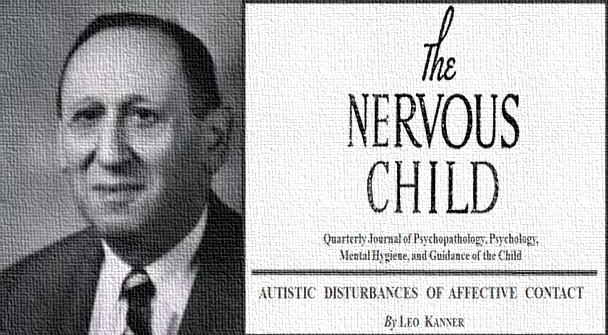 The
NERVOUS
CHILD
Quarterly Journal of Psychopathology, Psychology,
Mental Hygiene, and Guidance of the Child
AUTISTIC DISTURBANCES OF AFFECTIVE CONTACT
By LEO KANNER